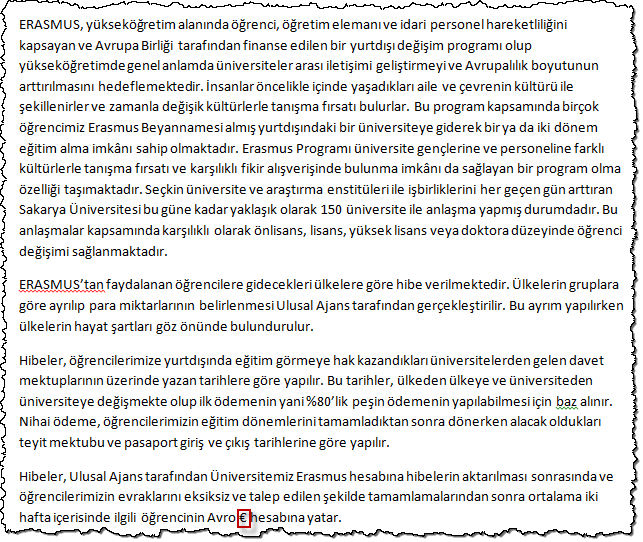 ERASMUS, yükseköğretim alanında öğrenci, öğretim elemanı ve idari personel hareketliliğini
kapsayan ve Avrupa Birliği tarafından finanse edilen bir yurtdışı değişim programı olup
yükseköğretimde genel anlamda üniversiteler arası iletişimi geliştirmeyi ve Avrupalılık boyutunun
arttırılmasını hedeflemektedir. İnsanlar öncelikle içinde yaşadıkları aile ve çevrenin kültürü ile
şekillenirler ve zamanla değişik kültürlerle tanışma fırsatı bulurlar. Bu program kapsamında birçok
öğrencimiz Erasmus Beyannamesi almış yurtdışındaki bir üniversiteye giderek bir ya da iki dönem
eğitim alma imkânı sahip olmaktadır. Erasmus Programı üniversite gençlerine ve personeline farklı
kültürlerle tanışma fırsatı ve karşılıklı fikir alışverişinde bulunma imkânı da sağlayan bir program olma
özelliği taşımaktadır. Seçkin üniversite ve araştırma enstitüleri ile işbirliklerini her geçen gün arttıran
Sakarya Üniversitesi bu güne kadar yaklaşık olarak 150 üniversite ile anlaşma yapmış durumdadır. Bu
anlaşmalar kapsamında karşılıklı olarak önlisans, lisans, yüksek lisans veya doktora düzeyinde öğrenci
değişimi sağlanmaktadır.
ERASMUS’tan faydalanan öğrencilere gidecekleri ülkelere göre hibe verilmektedir. Ülkelerin gruplara
göre ayrılıp para miktarlarının belirlenmesi Ulusal Ajans tarafından gerçekleştirilir. Bu ayrım yapılırken
ülkelerin hayat şartları göz önünde bulundurulur.
Hibeler, öğrencilerimize yurtdışında eğitim görmeye hak kazandıkları üniversitelerden gelen davet
mektuplarının üzerinde yazan tarihlere göre yapılır. Bu tarihler, ülkeden ülkeye ve üniversiteden
üniversiteye değişmekte olup ilk ödemenin yani %80’lik peşin ödemenin yapılabilmesi için baz alınır.
Nihai ödeme, öğrencilerimizin eğitim dönemlerini tamamladıktan sonra dönerken alacak oldukları
teyit mektubu ve pasaport giriş ve çıkış tarihlerine göre yapılır.
Hibeler, Ulusal Ajans tarafından Üniversitemiz Erasmus hesabına hibelerin aktarılması sonrasında ve
öğrencilerimizin evraklarını eksiksiz ve talep edilen şekilde tamamlamalarından sonra ortalama iki
hafta içerisinde ilgili öğrencinin Avro € hesabına yatar.